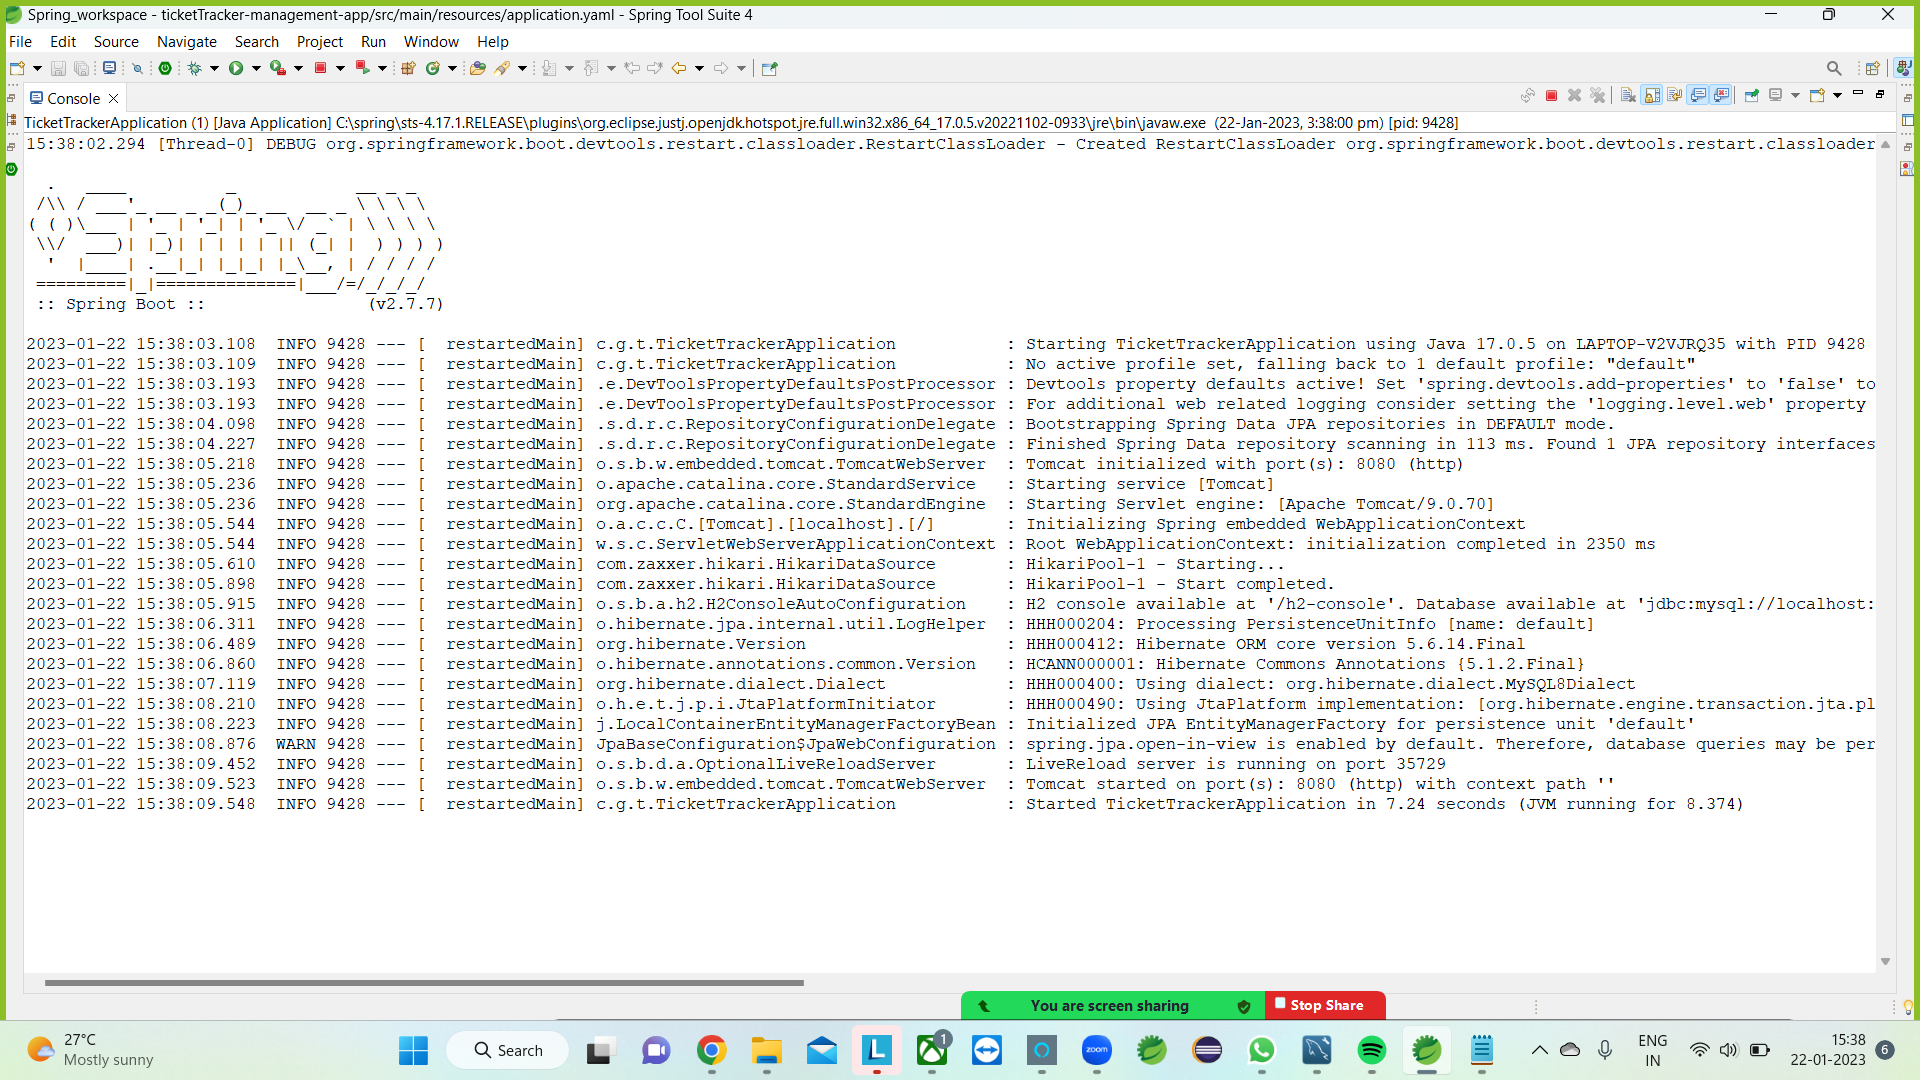 Spring_workspace - ticketTracker-management-app/src/main/resources/application.yaml - Spring Tool Suite 4
File Edit Source Navigate Search Project Run Window Help
Console
TicketTrackerApplication (1) [Java Application] C:\spring\sts-4.17.1.RELEASE\plugins\org.eclipse.justj.openjdk.hotspot.jre.full.win32.x86_64_17.0.5.v20221102-0933\jre\bin\javaw.exe (22-Jan-2023, 3:38:00 pm) [pid: 9428]
15:38:02.294 [Thread-0] DEBUG org.springframework.boot.devtools.restart.classloader.RestartClassLoader - Created RestartClassLoader org.springframework.boot.devtools.restart.classloader
  .   ____          _            __ _ _
 /\\ / ___'_ __ _ _(_)_ __  __ _ \ \ \ \
( ( )\___ | '_ | '_| | '_ \/ _` | \ \ \ \
 \\/  ___)| |_)| | | | | || (_| |  ) ) ) )
  '  |____| .__|_| |_|_| |_\__, | / / / /
 =========|_|==============|___/=/_/_/_/
 :: Spring Boot ::                (v2.7.7)
2023-01-22 15:38:03.108  INFO 9428 --- [  restartedMain] c.g.t.TicketTrackerApplication           : Starting TicketTrackerApplication using Java 17.0.5 on LAPTOP-V2VJRQ35 with PID 9428
2023-01-22 15:38:03.109  INFO 9428 --- [  restartedMain] c.g.t.TicketTrackerApplication           : No active profile set, falling back to 1 default profile: "default"
2023-01-22 15:38:03.193  INFO 9428 --- [  restartedMain] .e.DevToolsPropertyDefaultsPostProcessor : Devtools property defaults active! Set 'spring.devtools.add-properties' to 'false' to
2023-01-22 15:38:03.193  INFO 9428 --- [  restartedMain] .e.DevToolsPropertyDefaultsPostProcessor : For additional web related logging consider setting the 'logging.level.web' property
2023-01-22 15:38:04.098  INFO 9428 --- [  restartedMain] .s.d.r.c.RepositoryConfigurationDelegate : Bootstrapping Spring Data JPA repositories in DEFAULT mode.
2023-01-22 15:38:04.227  INFO 9428 --- [  restartedMain] .s.d.r.c.RepositoryConfigurationDelegate : Finished Spring Data repository scanning in 113 ms. Found 1 JPA repository interfaces
2023-01-22 15:38:05.218  INFO 9428 --- [  restartedMain] o.s.b.w.embedded.tomcat.TomcatWebServer  : Tomcat initialized with port(s): 8080 (http)
2023-01-22 15:38:05.236  INFO 9428 --- [  restartedMain] o.apache.catalina.core.StandardService   : Starting service [Tomcat]
2023-01-22 15:38:05.236  INFO 9428 --- [  restartedMain] org.apache.catalina.core.StandardEngine  : Starting Servlet engine: [Apache Tomcat/9.0.70]
2023-01-22 15:38:05.544  INFO 9428 --- [  restartedMain] o.a.c.c.C.[Tomcat].[localhost].[/]       : Initializing Spring embedded WebApplicationContext
2023-01-22 15:38:05.544  INFO 9428 --- [  restartedMain] w.s.c.ServletWebServerApplicationContext : Root WebApplicationContext: initialization completed in 2350 ms
2023-01-22 15:38:05.610  INFO 9428 --- [  restartedMain] com.zaxxer.hikari.HikariDataSource       : HikariPool-1 - Starting...
2023-01-22 15:38:05.898  INFO 9428 --- [  restartedMain] com.zaxxer.hikari.HikariDataSource       : HikariPool-1 - Start completed.
2023-01-22 15:38:05.915  INFO 9428 --- [  restartedMain] o.s.b.a.h2.H2ConsoleAutoConfiguration    : H2 console available at '/h2-console'. Database available at 'jdbc:mysql://localhost:
2023-01-22 15:38:06.311  INFO 9428 --- [  restartedMain] o.hibernate.jpa.internal.util.LogHelper  : HHH000204: Processing PersistenceUnitInfo [name: default]
2023-01-22 15:38:06.489  INFO 9428 --- [  restartedMain] org.hibernate.Version                    : HHH000412: Hibernate ORM core version 5.6.14.Final
2023-01-22 15:38:06.860  INFO 9428 --- [  restartedMain] o.hibernate.annotations.common.Version   : HCANN000001: Hibernate Commons Annotations {5.1.2.Final}
2023-01-22 15:38:07.119  INFO 9428 --- [  restartedMain] org.hibernate.dialect.Dialect            : HHH000400: Using dialect: org.hibernate.dialect.MySQL8Dialect
2023-01-22 15:38:08.210  INFO 9428 --- [  restartedMain] o.h.e.t.j.p.i.JtaPlatformInitiator       : HHH000490: Using JtaPlatform implementation: [org.hibernate.engine.transaction.jta.pl
2023-01-22 15:38:08.223  INFO 9428 --- [  restartedMain] j.LocalContainerEntityManagerFactoryBean : Initialized JPA EntityManagerFactory for persistence unit 'default'
2023-01-22 15:38:08.876  WARN 9428 --- [  restartedMain] JpaBaseConfiguration$JpaWebConfiguration : spring.jpa.open-in-view is enabled by default. Therefore, database queries may be per
2023-01-22 15:38:09.452  INFO 9428 --- [  restartedMain] o.s.b.d.a.OptionalLiveReloadServer       : LiveReload server is running on port 35729
2023-01-22 15:38:09.523  INFO 9428 --- [  restartedMain] o.s.b.w.embedded.tomcat.TomcatWebServer  : Tomcat started on port(s): 8080 (http) with context path ''
2023-01-22 15:38:09.548  INFO 9428 --- [  restartedMain] c.g.t.TicketTrackerApplication           : Started TicketTrackerApplication in 7.24 seconds (JVM running for 8.374)
You are screen sharing Stop Share
27°C
Mostly sunny
Search
L
1
zoom
ENG
IN
15:38
22-01-2023
6